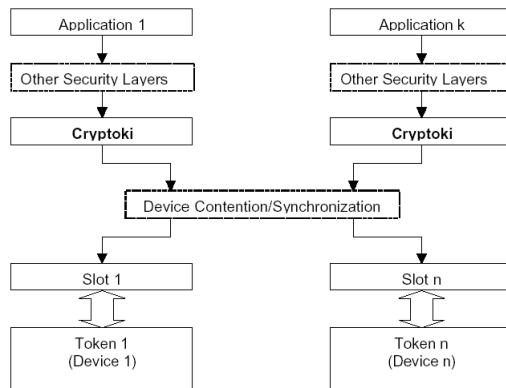 Application 1
Application k
Other Security Layers
Other Security Layers
Cryptoki
Cryptoki
Device Contention/Synchronization
Slot 1
Slot n
Token 1
(Device 1)
Token n
(Device n)